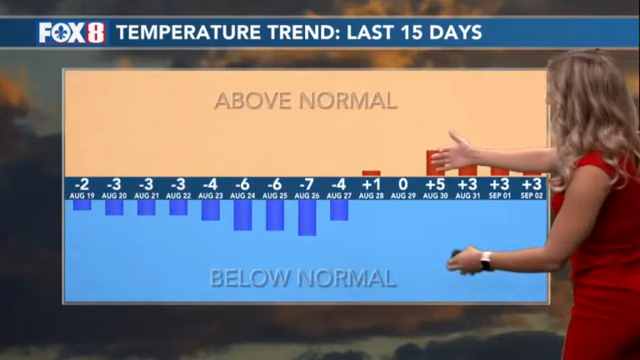 FOX 8 TEMPERATURE TREND: LAST 15 DAYS
ABOVE NORMAL
-2 -3 -3 -3 -4 -6 -6 -7 -4 +1 0 +5 +3 +3 +3
AUG 19 AUG 20 AUG 21 AUG 22 AUG 23 AUG 24 AUG 25 AUG 26 AUG 27 AUG 28 AUG 29 AUG 30 AUG 31 SEP 01 SEP 02
BELOW NORMAL